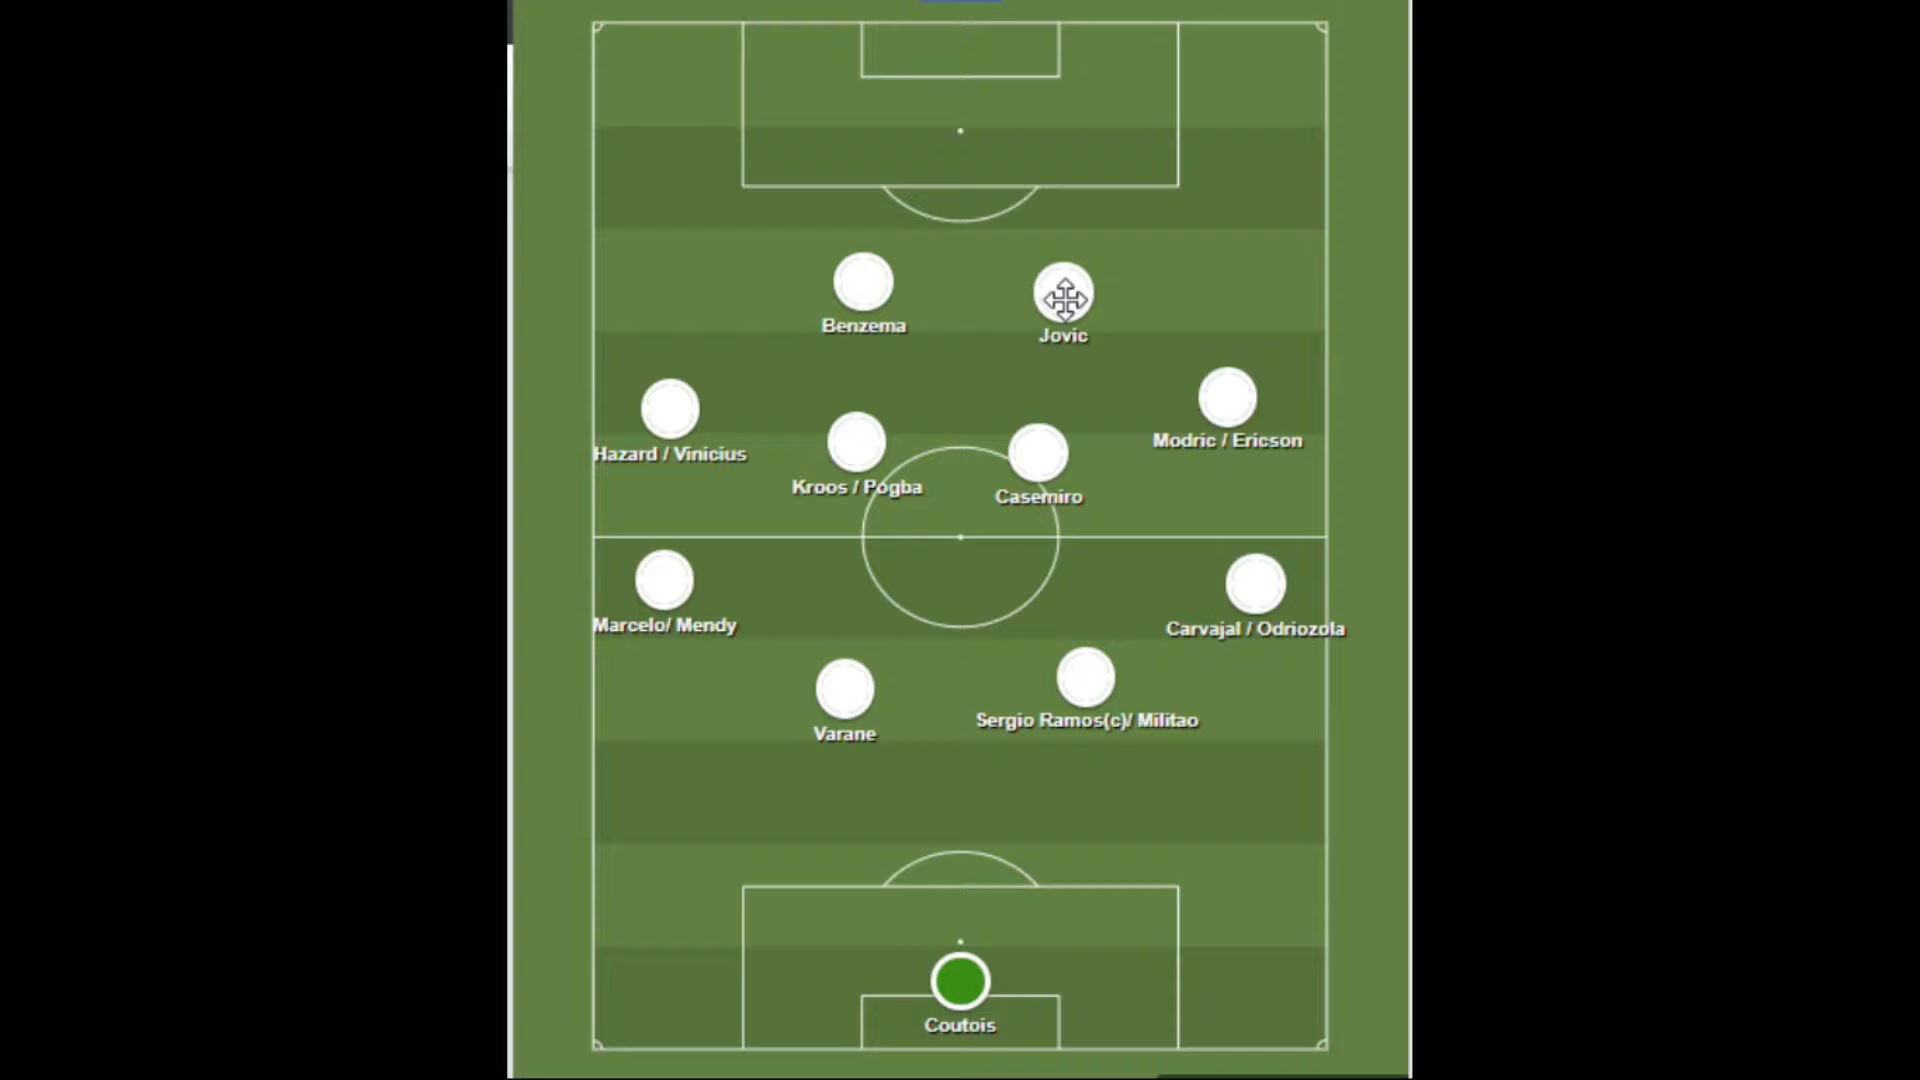 Benzema
Jovic
Hazard / Vinicius
Modric / Ericson
Kroos / Pogba
Casemiro
Marcelo/ Mendy
Carvajal / Odriozola
Varane
Sergio Ramos(c)/ Militao
Coutois